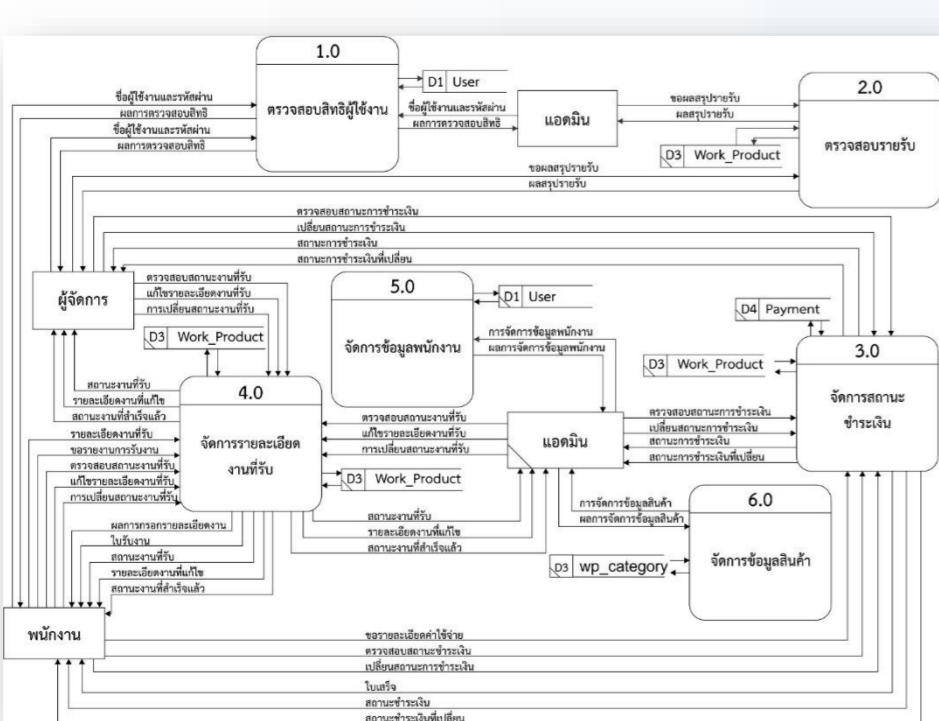 1.0
ตรวจสอบสิทธิผู้ใช้งาน
D1 User
ชื่อผู้ใช้งานและรหัสผ่าน
ผลการตรวจสอบสิทธิ
ชื่อผู้ใช้งานและรหัสผ่าน
ผลการตรวจสอบสิทธิ
ชื่อผู้ใช้งานและรหัสผ่าน
ผลการตรวจสอบสิทธิ
แอดมิน
ขอผลสรุปรายรับ
ผลสรุปรายรับ
2.0
ตรวจสอบรายรับ
D3 Work_Product
ขอผลสรุปรายรับ
ผลสรุปรายรับ
ตรวจสอบสถานะการชำระเงิน
เปลี่ยนสถานะการชำระเงิน
สถานะการชำระเงิน
สถานะการชำระเงินที่เปลี่ยน
ผู้จัดการ
ตรวจสอบสถานะงานที่รับ
แก้ไขรายละเอียดงานที่รับ
การเปลี่ยนสถานะงานที่รับ
D3 Work_Product
5.0
จัดการข้อมูลพนักงาน
D1 User
การจัดการข้อมูลพนักงาน
ผลการจัดการข้อมูลพนักงาน
D4 Payment
D3 Work_Product
3.0
จัดการสถานะ
ชำระเงิน
สถานะงานที่รับ
รายละเอียดงานที่แก้ไข
สถานะงานที่สำเร็จแล้ว
4.0
จัดการรายละเอียด
งานที่รับ
รายละเอียดงานที่รับ
ขอรายงานการรับงาน
ตรวจสอบสถานะงานที่รับ
แก้ไขรายละเอียดงานที่รับ
การเปลี่ยนสถานะงานที่รับ
ตรวจสอบสถานะงานที่รับ
แก้ไขรายละเอียดงานที่รับ
การเปลี่ยนสถานะงานที่รับ
แอดมิน
ตรวจสอบสถานะการชำระเงิน
เปลี่ยนสถานะการชำระเงิน
สถานะการชำระเงิน
สถานะการชำระเงินที่เปลี่ยน
D3 Work_Product
สถานะงานที่รับ
รายละเอียดงานที่แก้ไข
สถานะงานที่สำเร็จแล้ว
การจัดการข้อมูลสินค้า
ผลการจัดการข้อมูลสินค้า
6.0
จัดการข้อมูลสินค้า
D3 wp_category
ผลการกรอกรายละเอียดงาน
ใบรับงาน
สถานะงานที่รับ
รายละเอียดงานที่แก้ไข
สถานะงานที่สำเร็จแล้ว
พนักงาน
ขอรายละเอียดค่าใช้จ่าย
ตรวจสอบสถานะชำระเงิน
เปลี่ยนสถานะการชำระเงิน
ใบเสร็จ
สถานะชำระเงิน
สถานะชำระเงินที่เปลี่ยน